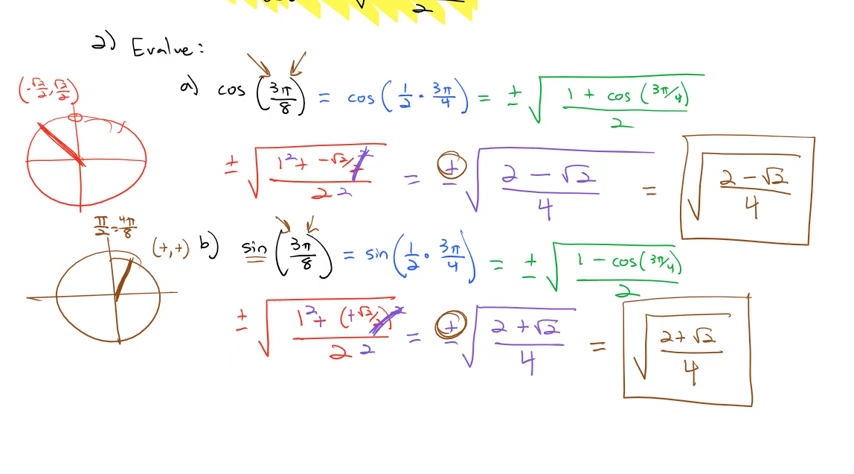 2
2) Evalue:
(-√2/2, √2/2)
a) cos(3π/8) = cos(1/2 · 3π/4) = ±√((1 + cos(3π/4))/2)
±√((1·2 + -√2/2·2)/(2·2)) = ±√((2 - √2)/4) = √((2 - √2)/4)
π/2 = 4π/8
(+, +)
b) sin(3π/8) = sin(1/2 · 3π/4) = ±√((1 - cos(3π/4))/2)
±√((1·2 + (+√2/2)·2)/(2·2)) = ±√((2 + √2)/4) = √((2 + √2)/4)